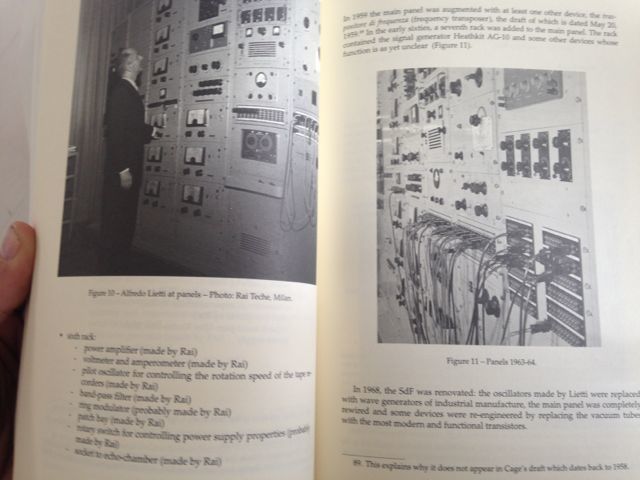 Figure 10 – Alfredo Lietti at panels – Photo: Rai Teche, Milan.
• sixth rack:
- power amplifier (made by Rai)
- voltmeter and amperometer (made by Rai)
- pilot oscillator for controlling the rotation speed of the tape re-
corders (made by Rai)
- band-pass filter (made by Rai)
- ring modulator (probably made by Rai)
- patch bay (made by Rai)
- rotary switch for controlling power supply properties (probably
made by Rai)
- socket to echo-chamber (made by Rai)
In 1959 the main panel was augmented with at least one other device, the tras-
positore di frequenza (frequency transposer), the draft of which is dated May 20,
1959.⁸⁹ In the early sixties, a seventh rack was added to the main panel. The rack
contained the signal generator Heathkit AG-10 and some other devices whose
function is as yet unclear (Figure 11).
Figure 11 – Panels 1963-64.
In 1968, the SdF was renovated: the oscillators made by Lietti were replaced
with wave generators of industrial manufacture, the main panel was completely
rewired and some devices were re-engineered by replacing the vacuum tubes
with the most modern and functional transistors.
89. This explains why it does not appear in Cage's draft which dates back to 1958.